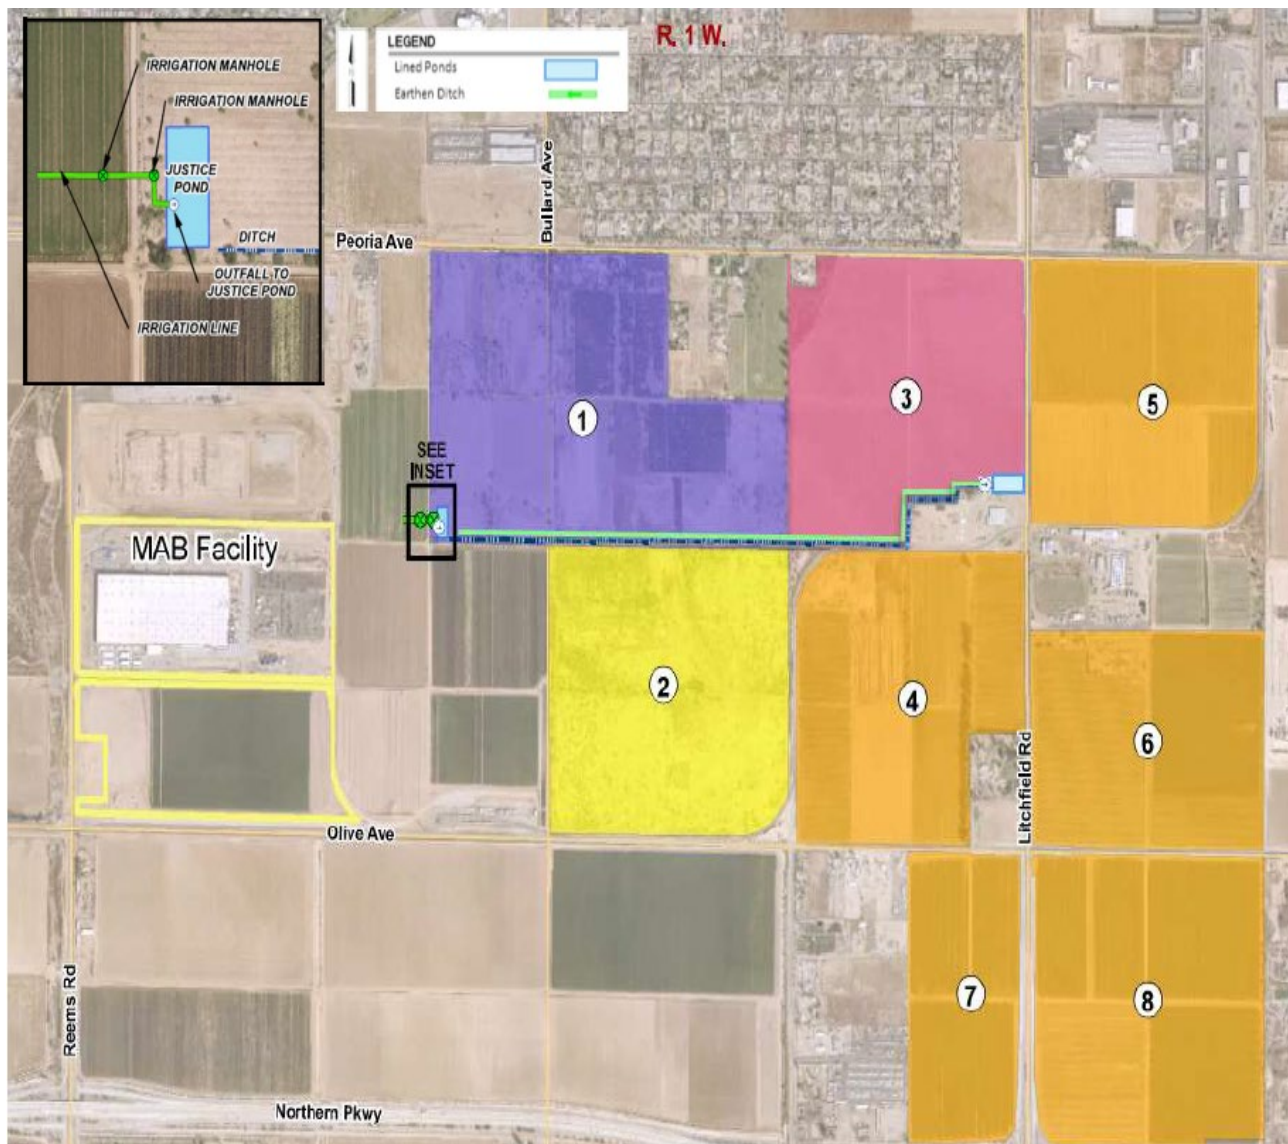 R. 1 W.
LEGEND
Lined Ponds
Earthen Ditch
IRRIGATION MANHOLE
IRRIGATION MANHOLE
JUSTICE
POND
DITCH
OUTFALL TO
JUSTICE POND
IRRIGATION LINE
Peoria Ave
Bullard Ave
1
3
5
SEE
INSET
MAB Facility
2
4
6
Litchfield Rd
Olive Ave
Reems Rd
7
8
Northern Pkwy